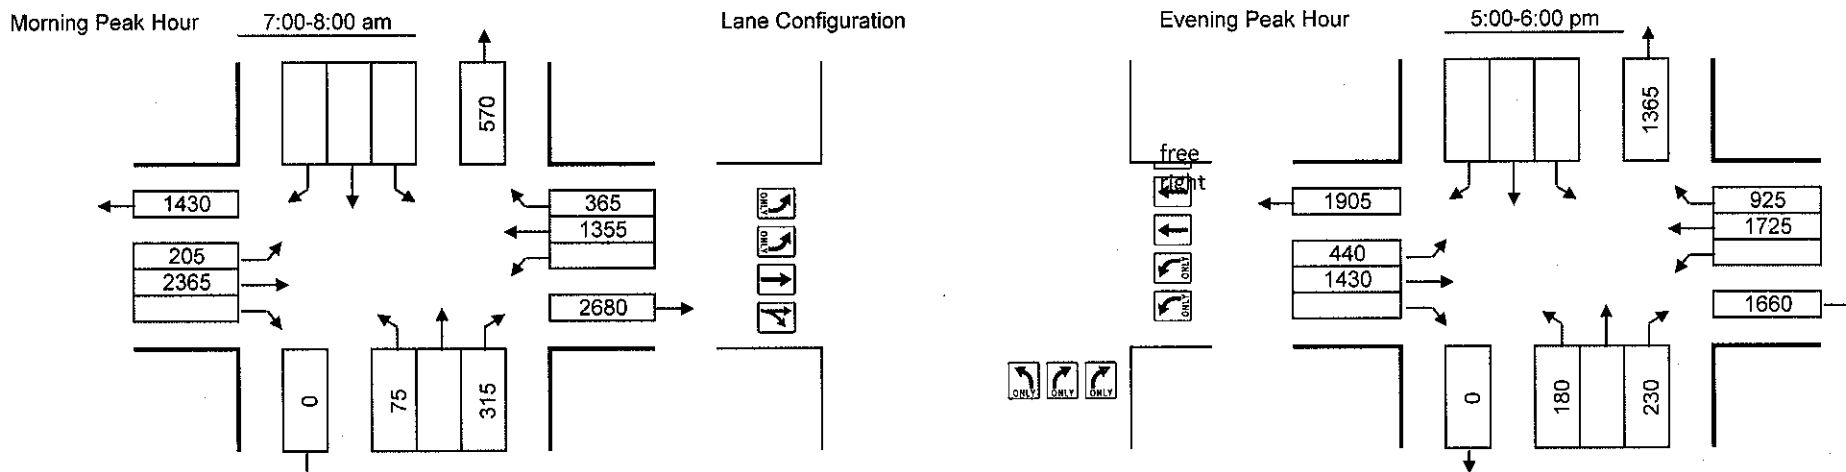 Morning Peak Hour 7:00-8:00 am
570
1430
205
2365
365
1355
2680
0
75
315
Lane Configuration
ONLY
ONLY
free
right
ONLY
ONLY
ONLY
ONLY
ONLY
Evening Peak Hour 5:00-6:00 pm
1365
1905
440
1430
925
1725
1660
0
180
230